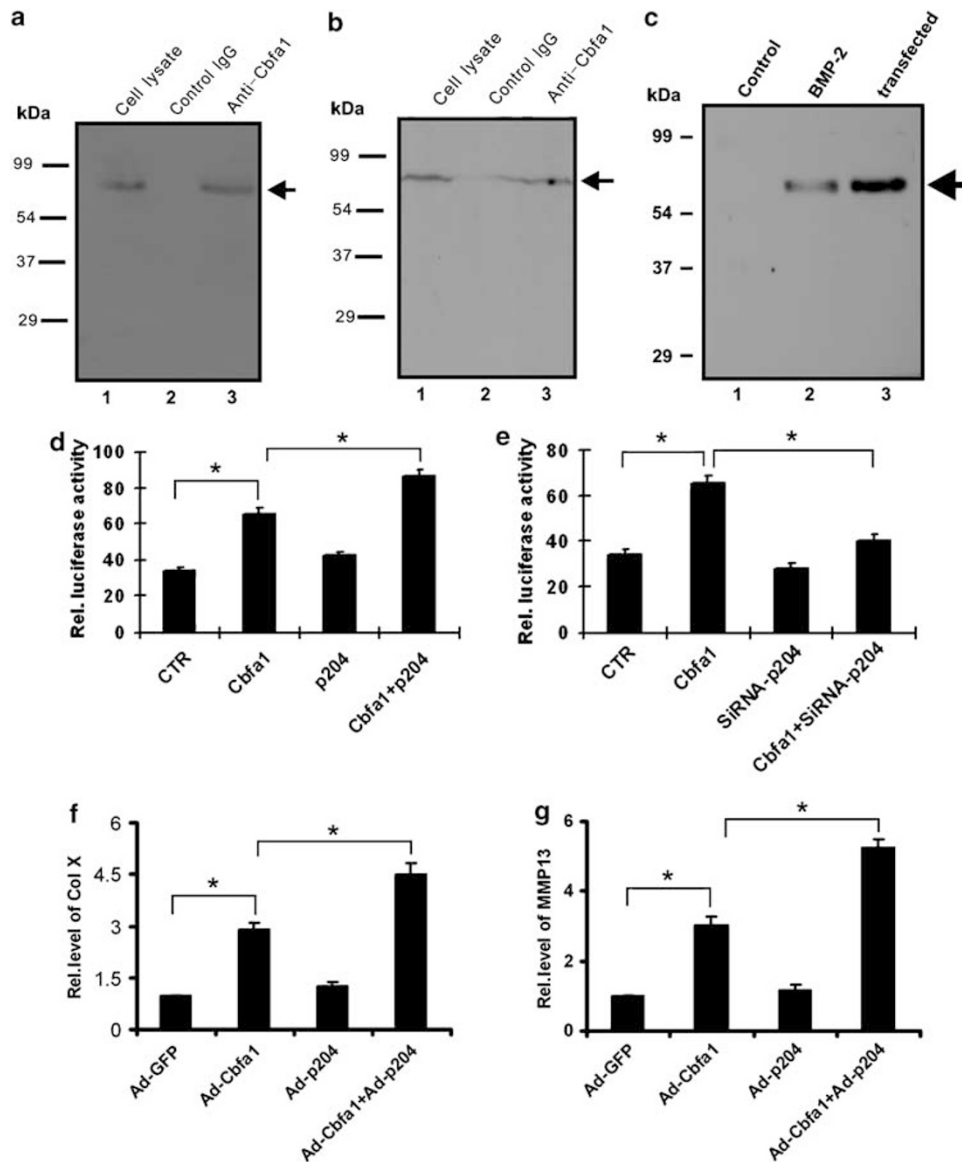 a
Cell lysate
Control IgG
Anti-Cbfa1
kDa
99
54
37
29
1 2 3
b
Cell lysate
Control IgG
Anti-Cbfa1
kDa
99
54
37
29
1 2 3
c
Control
BMP-2
transfected
kDa
99
54
37
29
1 2 3
d
Rel. luciferase activity
100
80
60
40
20
0
*
*
CTR
Cbfa1
p204
Cbfa1+p204
e
Rel. luciferase activity
80
60
40
20
0
*
*
CTR
Cbfa1
SiRNA-p204
Cbfa1+SiRNA-p204
f
Rel.level of Col X
6
4.5
3
1.5
0
*
*
Ad-GFP
Ad-Cbfa1
Ad-p204
Ad-Cbfa1+Ad-p204
g
Rel.level of MMP13
6
4
2
0
*
*
Ad-GFP
Ad-Cbfa1
Ad-p204
Ad-Cbfa1+Ad-p204